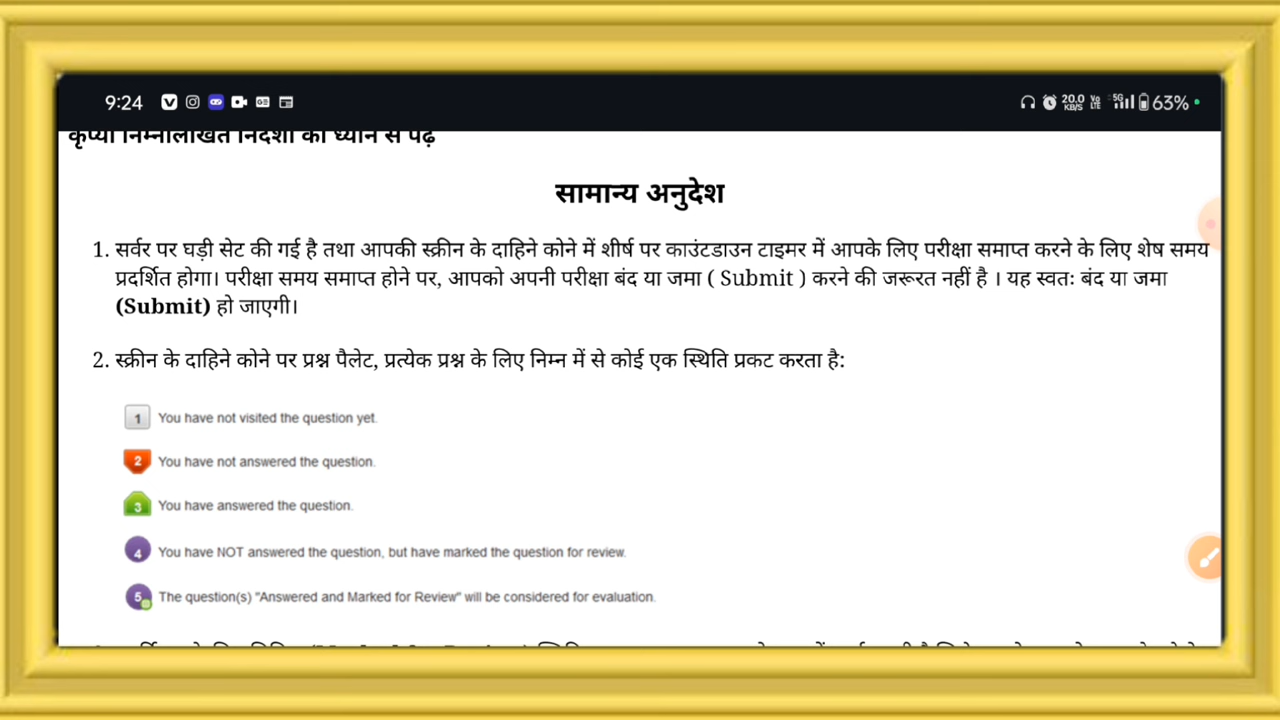 9:24
20.0 KB/S
Vo LTE
5G
63%
कृप्या निम्नलिखित निर्देशों को ध्यान से पढ़ें
सामान्य अनुदेश
1. सर्वर पर घड़ी सेट की गई है तथा आपकी स्क्रीन के दाहिने कोने में शीर्ष पर काउंटडाउन टाइमर में आपके लिए परीक्षा समाप्त करने के लिए शेष समय
प्रदर्शित होगा। परीक्षा समय समाप्त होने पर, आपको अपनी परीक्षा बंद या जमा ( Submit ) करने की जरूरत नहीं है । यह स्वतः बंद या जमा
(Submit) हो जाएगी।
2. स्क्रीन के दाहिने कोने पर प्रश्न पैलेट, प्रत्येक प्रश्न के लिए निम्न में से कोई एक स्थिति प्रकट करता है:
1 You have not visited the question yet.
2 You have not answered the question.
3 You have answered the question.
4 You have NOT answered the question, but have marked the question for review.
5 The question(s) "Answered and Marked for Review" will be considered for evaluation.